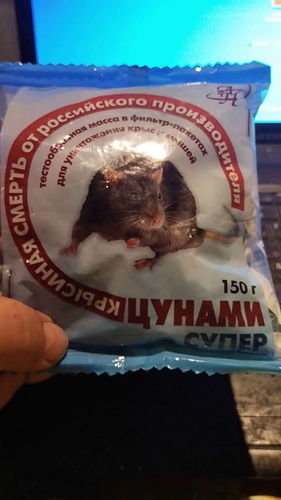 КРЫСИНАЯ СМЕРТЬ ОТ РОССИЙСКОГО ПРОИЗВОДИТЕЛЯ
тестообразная масса в фильтр-пакетах
для уничтожения крыс и мышей
150 г
ЦУНАМИ
СУПЕР